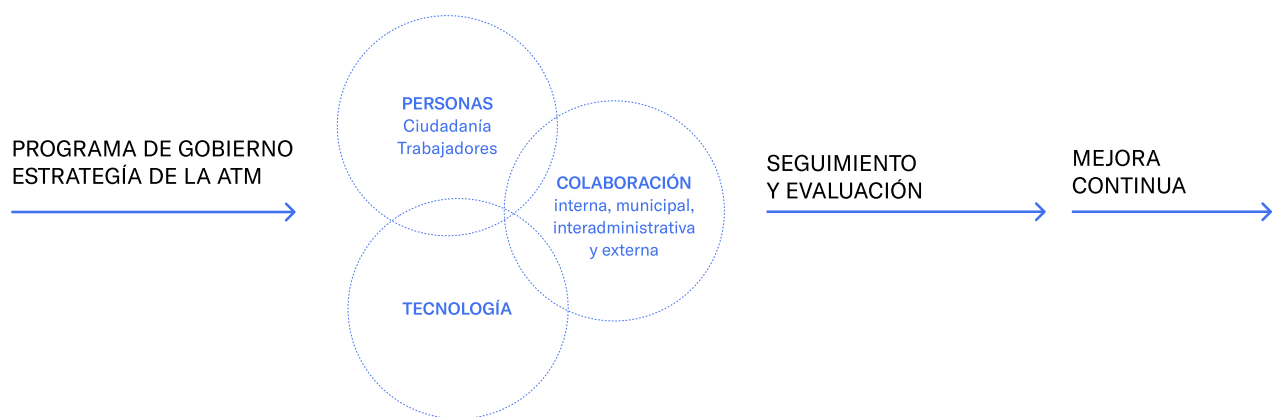 PROGRAMA DE GOBIERNO
ESTRATEGÍA DE LA ATM
PERSONAS
Ciudadanía
Trabajadores
COLABORACIÓN
interna, municipal,
interadministrativa
y externa
TECNOLOGÍA
SEGUIMIENTO
Y EVALUACIÓN
MEJORA
CONTINUA